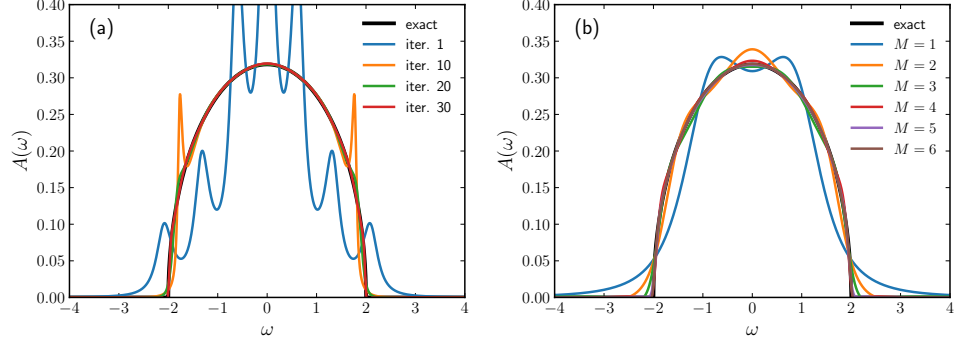 (a)
exact
iter. 1
iter. 10
iter. 20
iter. 30
A(ω)
0.00
0.05
0.10
0.15
0.20
0.25
0.30
0.35
0.40
−4 −3 −2 −1 0 1 2 3 4
ω
(b)
exact
M = 1
M = 2
M = 3
M = 4
M = 5
M = 6
A(ω)
0.00
0.05
0.10
0.15
0.20
0.25
0.30
0.35
0.40
−4 −3 −2 −1 0 1 2 3 4
ω